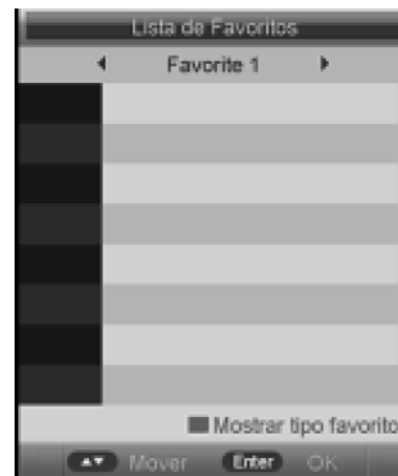 Lista de Favoritos
Favorite 1
Mostrar tipo favorito
Mover Enter OK